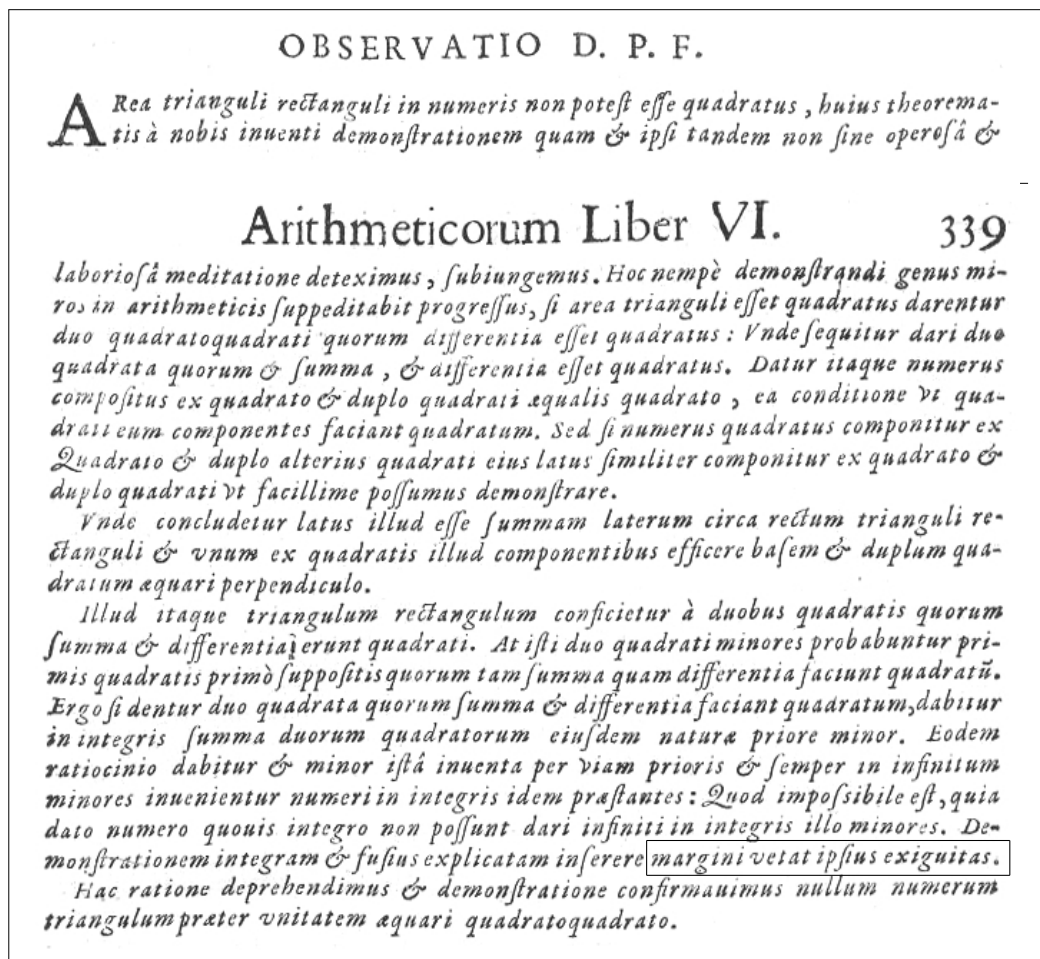 OBSERVATIO D. P. F.
ARea trianguli rectanguli in numeris non potest esse quadratus, huius theorema-
tis à nobis inuenti demonstrationem quam & ipsi tandem non sine operosâ &
Arithmeticorum Liber VI. 339
laboriosâ meditatione deteximus, subiungemus. Hoc nempè demonstrandi genus mi-
ros in arithmeticis suppeditabit progressus, si area trianguli esset quadratus darentur
duo quadratoquadrati quorum differentia esset quadratus: Vnde sequitur dari duo
quadrata quorum & summa, & differentia esset quadratus. Datur itaque numerus
compositus ex quadrato & duplo quadrati æqualis quadrato, ea conditione vt qua-
drati eum componentes faciant quadratum. Sed si numerus quadratus componitur ex
Quadrato & duplo alterius quadrati eius latus similiter componitur ex quadrato &
duplo quadrati vt facillime possumus demonstrare.
Vnde concludetur latus illud esse summam laterum circa rectum trianguli re-
ctanguli & vnum ex quadratis illud componentibus efficere basem & duplum qua-
dratum æquari perpendiculo.
Illud itaque triangulum rectangulum conficietur à duobus quadratis quorum
summa & differentia erunt quadrati. At isti duo quadrati minores probabuntur pri-
mis quadratis primò suppositis quorum tam summa quam differentia faciunt quadratũ.
Ergo si dentur duo quadrata quorum summa & differentia faciant quadratum, dabitur
in integris summa duorum quadratorum eiusdem naturæ priore minor. Eodem
ratiocinio dabitur & minor istâ inuenta per viam prioris & semper in infinitum
minores inuenientur numeri in integris idem præstantes: Quod impossibile est, quia
dato numero quouis integro non possunt dari infiniti in integris illo minores. De-
monstrationem integram & fusius explicatam inserere margini vetat ipsius exiguitas.
Hac ratione deprehendimus & demonstratione confirmauimus nullum numerum
triangulum præter vnitatem æquari quadratoquadrato.